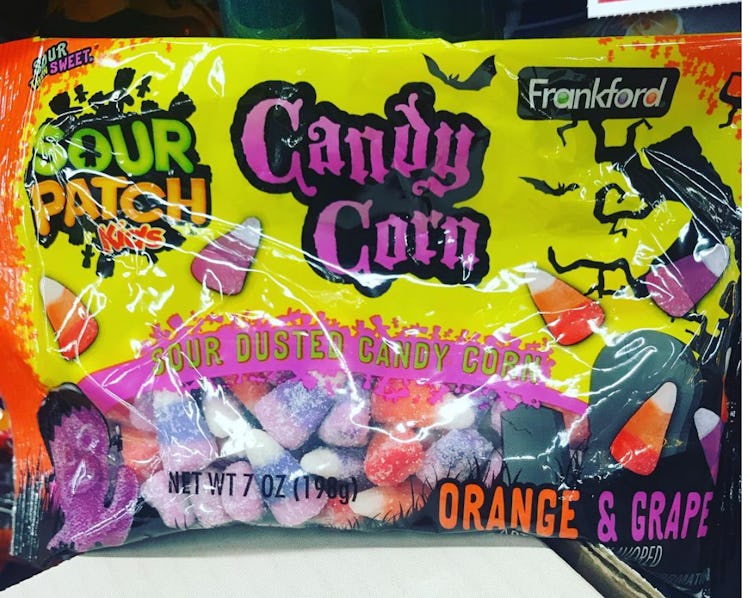 SOUR
SWEET.
SOUR
PATCH
KIDS
Candy
Corn
Frankford
SOUR DUSTED CANDY CORN
NET WT 7 OZ (198g)
ORANGE & GRAPE